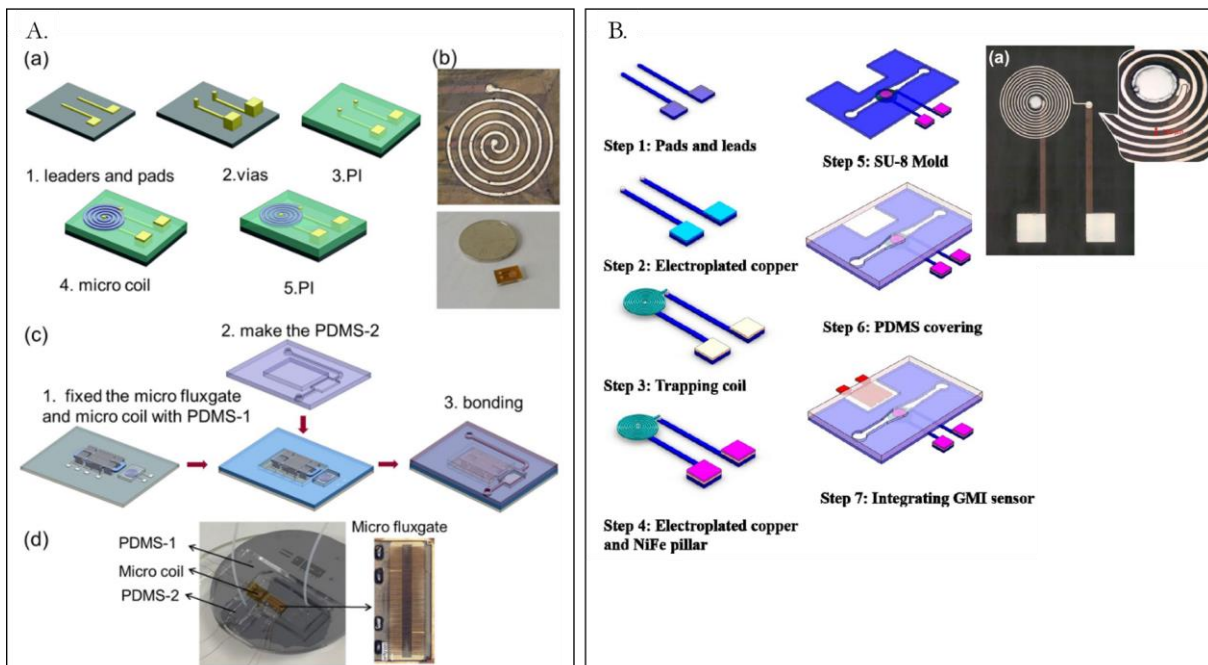 A.
(a)
(b)
1. leaders and pads
2.vias
3.PI
4. micro coil
5.PI
(c)
2. make the PDMS-2
1. fixed the micro fluxgate
and micro coil with PDMS-1
3. bonding
(d)
PDMS-1
Micro coil
PDMS-2
Micro fluxgate
B.
(a)
Step 1: Pads and leads
Step 2: Electroplated copper
Step 3: Trapping coil
Step 4: Electroplated copper
and NiFe pillar
Step 5: SU-8 Mold
Step 6: PDMS covering
Step 7: Integrating GMI sensor